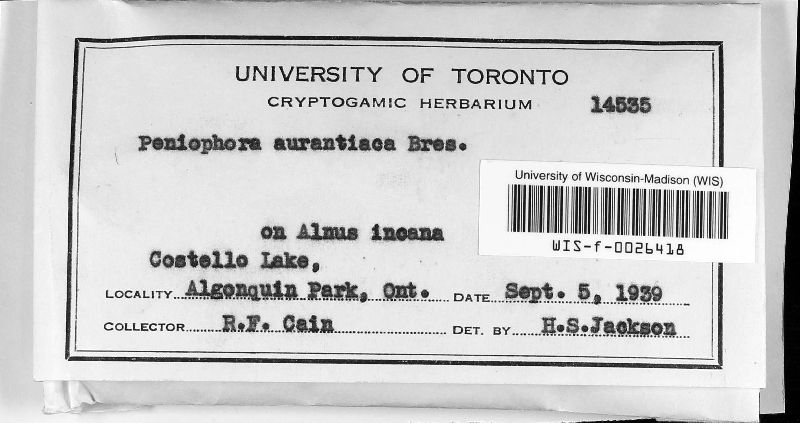 UNIVERSITY OF TORONTO
CRYPTOGAMIC HERBARIUM 14535
Peniophora aurantiaca Bres.
University of Wisconsin-Madison (WIS)
WIS-f-0026418
on Alnus incana
Costello Lake,
LOCALITY Algonquin Park, Ont. DATE Sept. 5, 1939
COLLECTOR R.F. Cain DET. BY H.S.Jackson